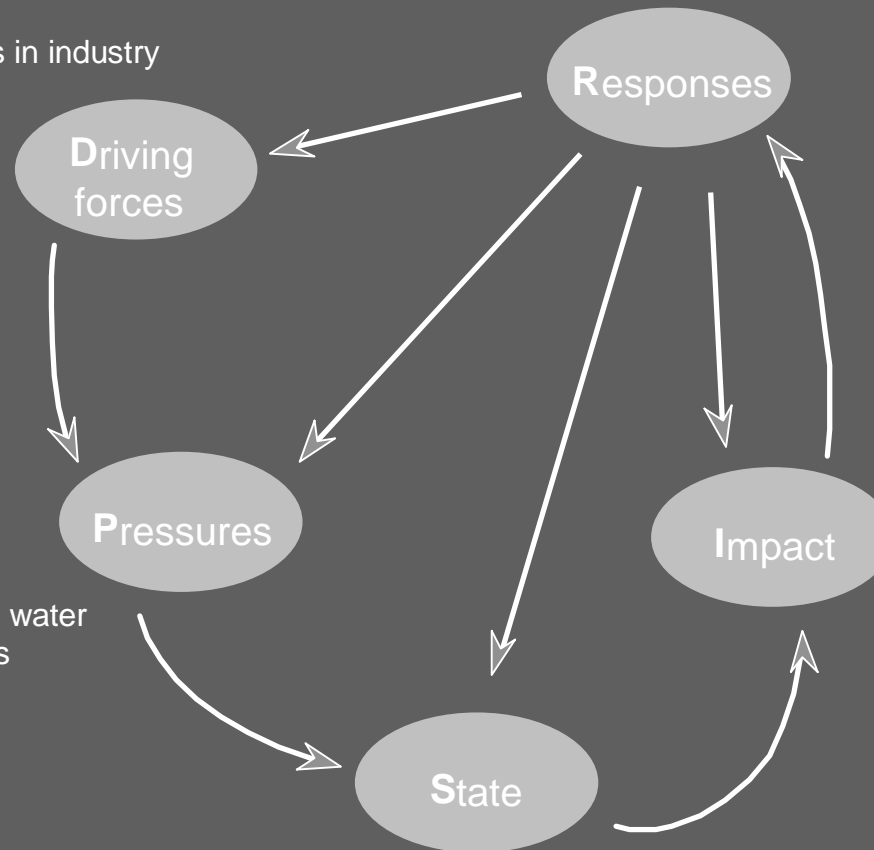 in industry
Responses
Driving
forces
Pressures
Impact
water
State